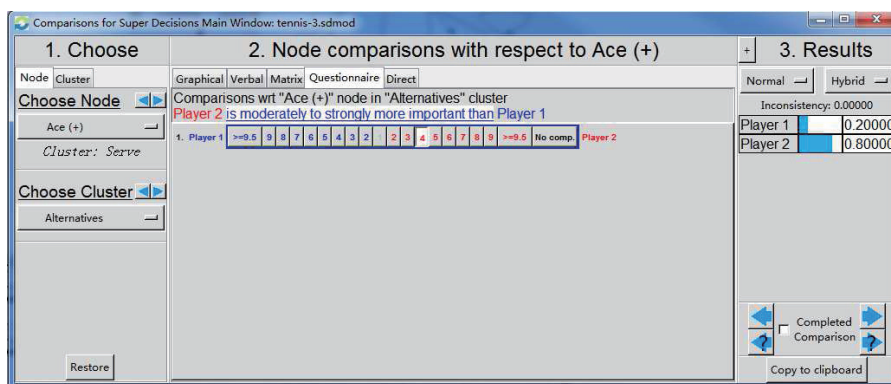 Comparisons for Super Decisions Main Window: tennis-3.sdmod
1. Choose
Node Cluster
Choose Node
Ace (+)
Cluster: Serve
Choose Cluster
Alternatives
Restore
2. Node comparisons with respect to Ace (+)
Graphical Verbal Matrix Questionnaire Direct
Comparisons wrt "Ace (+)" node in "Alternatives" cluster
Player 2 is moderately to strongly more important than Player 1
1. Player 1 >=9.5 9 8 7 6 5 4 3 2 2 3 4 5 6 7 8 9 >=9.5 No comp. Player 2
+ 3. Results
Normal Hybrid
Inconsistency: 0.00000
Player 1 0.20000
Player 2 0.80000
Completed
Comparison
? ?
Copy to clipboard